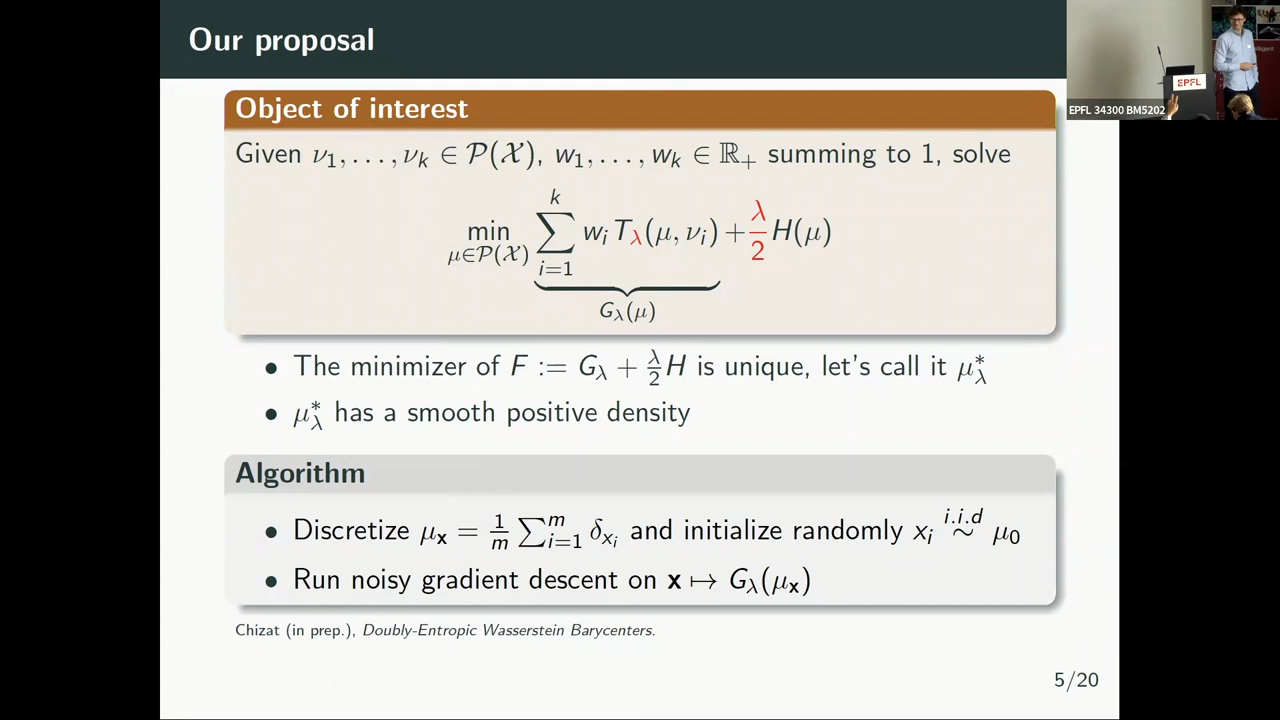 Our proposal
Object of interest
Given ν₁, . . . , νₖ ∈ 𝒫(𝒳), w₁, . . . , wₖ ∈ ℝ₊ summing to 1, solve
min_{μ∈𝒫(𝒳)} ∑_{i=1}^{k} wᵢ T_λ(μ, νᵢ) + λ/2 H(μ)
G_λ(μ)
• The minimizer of F := G_λ + λ/2 H is unique, let's call it μ*_λ
• μ*_λ has a smooth positive density
Algorithm
• Discretize μ_𝐱 = 1/m ∑_{i=1}^{m} δ_{xᵢ} and initialize randomly xᵢ i.i.d ∼ μ₀
• Run noisy gradient descent on 𝐱 ↦ G_λ(μ_𝐱)
Chizat (in prep.), Doubly-Entropic Wasserstein Barycenters.
5/20
EPFL
EPFL 34300 BM5202